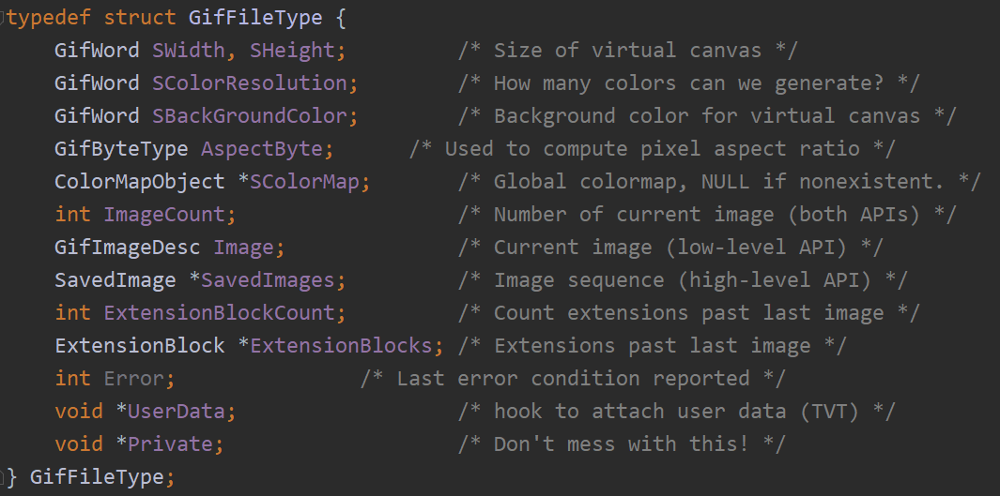 typedef struct GifFileType {
    GifWord SWidth, SHeight;         /* Size of virtual canvas */
    GifWord SColorResolution;        /* How many colors can we generate? */
    GifWord SBackGroundColor;        /* Background color for virtual canvas */
    GifByteType AspectByte;      /* Used to compute pixel aspect ratio */
    ColorMapObject *SColorMap;       /* Global colormap, NULL if nonexistent. */
    int ImageCount;                  /* Number of current image (both APIs) */
    GifImageDesc Image;              /* Current image (low-level API) */
    SavedImage *SavedImages;         /* Image sequence (high-level API) */
    int ExtensionBlockCount;         /* Count extensions past last image */
    ExtensionBlock *ExtensionBlocks; /* Extensions past last image */
    int Error;               /* Last error condition reported */
    void *UserData;                  /* hook to attach user data (TVT) */
    void *Private;                   /* Don't mess with this! */
} GifFileType;